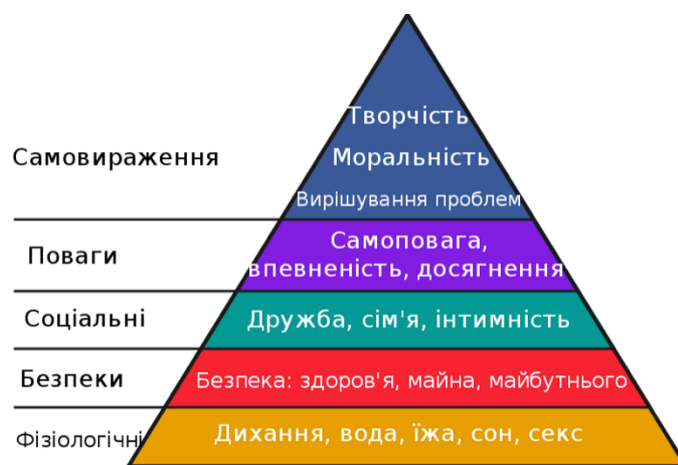 Творчість
Самовираження
Моральність
Вирішування проблем
Поваги
Самоповага,
впевненість, досягнення
Соціальні
Дружба, сім'я, інтимність
Безпеки
Безпека: здоров'я, майна, майбутнього
Фізіологічні
Дихання, вода, їжа, сон, секс